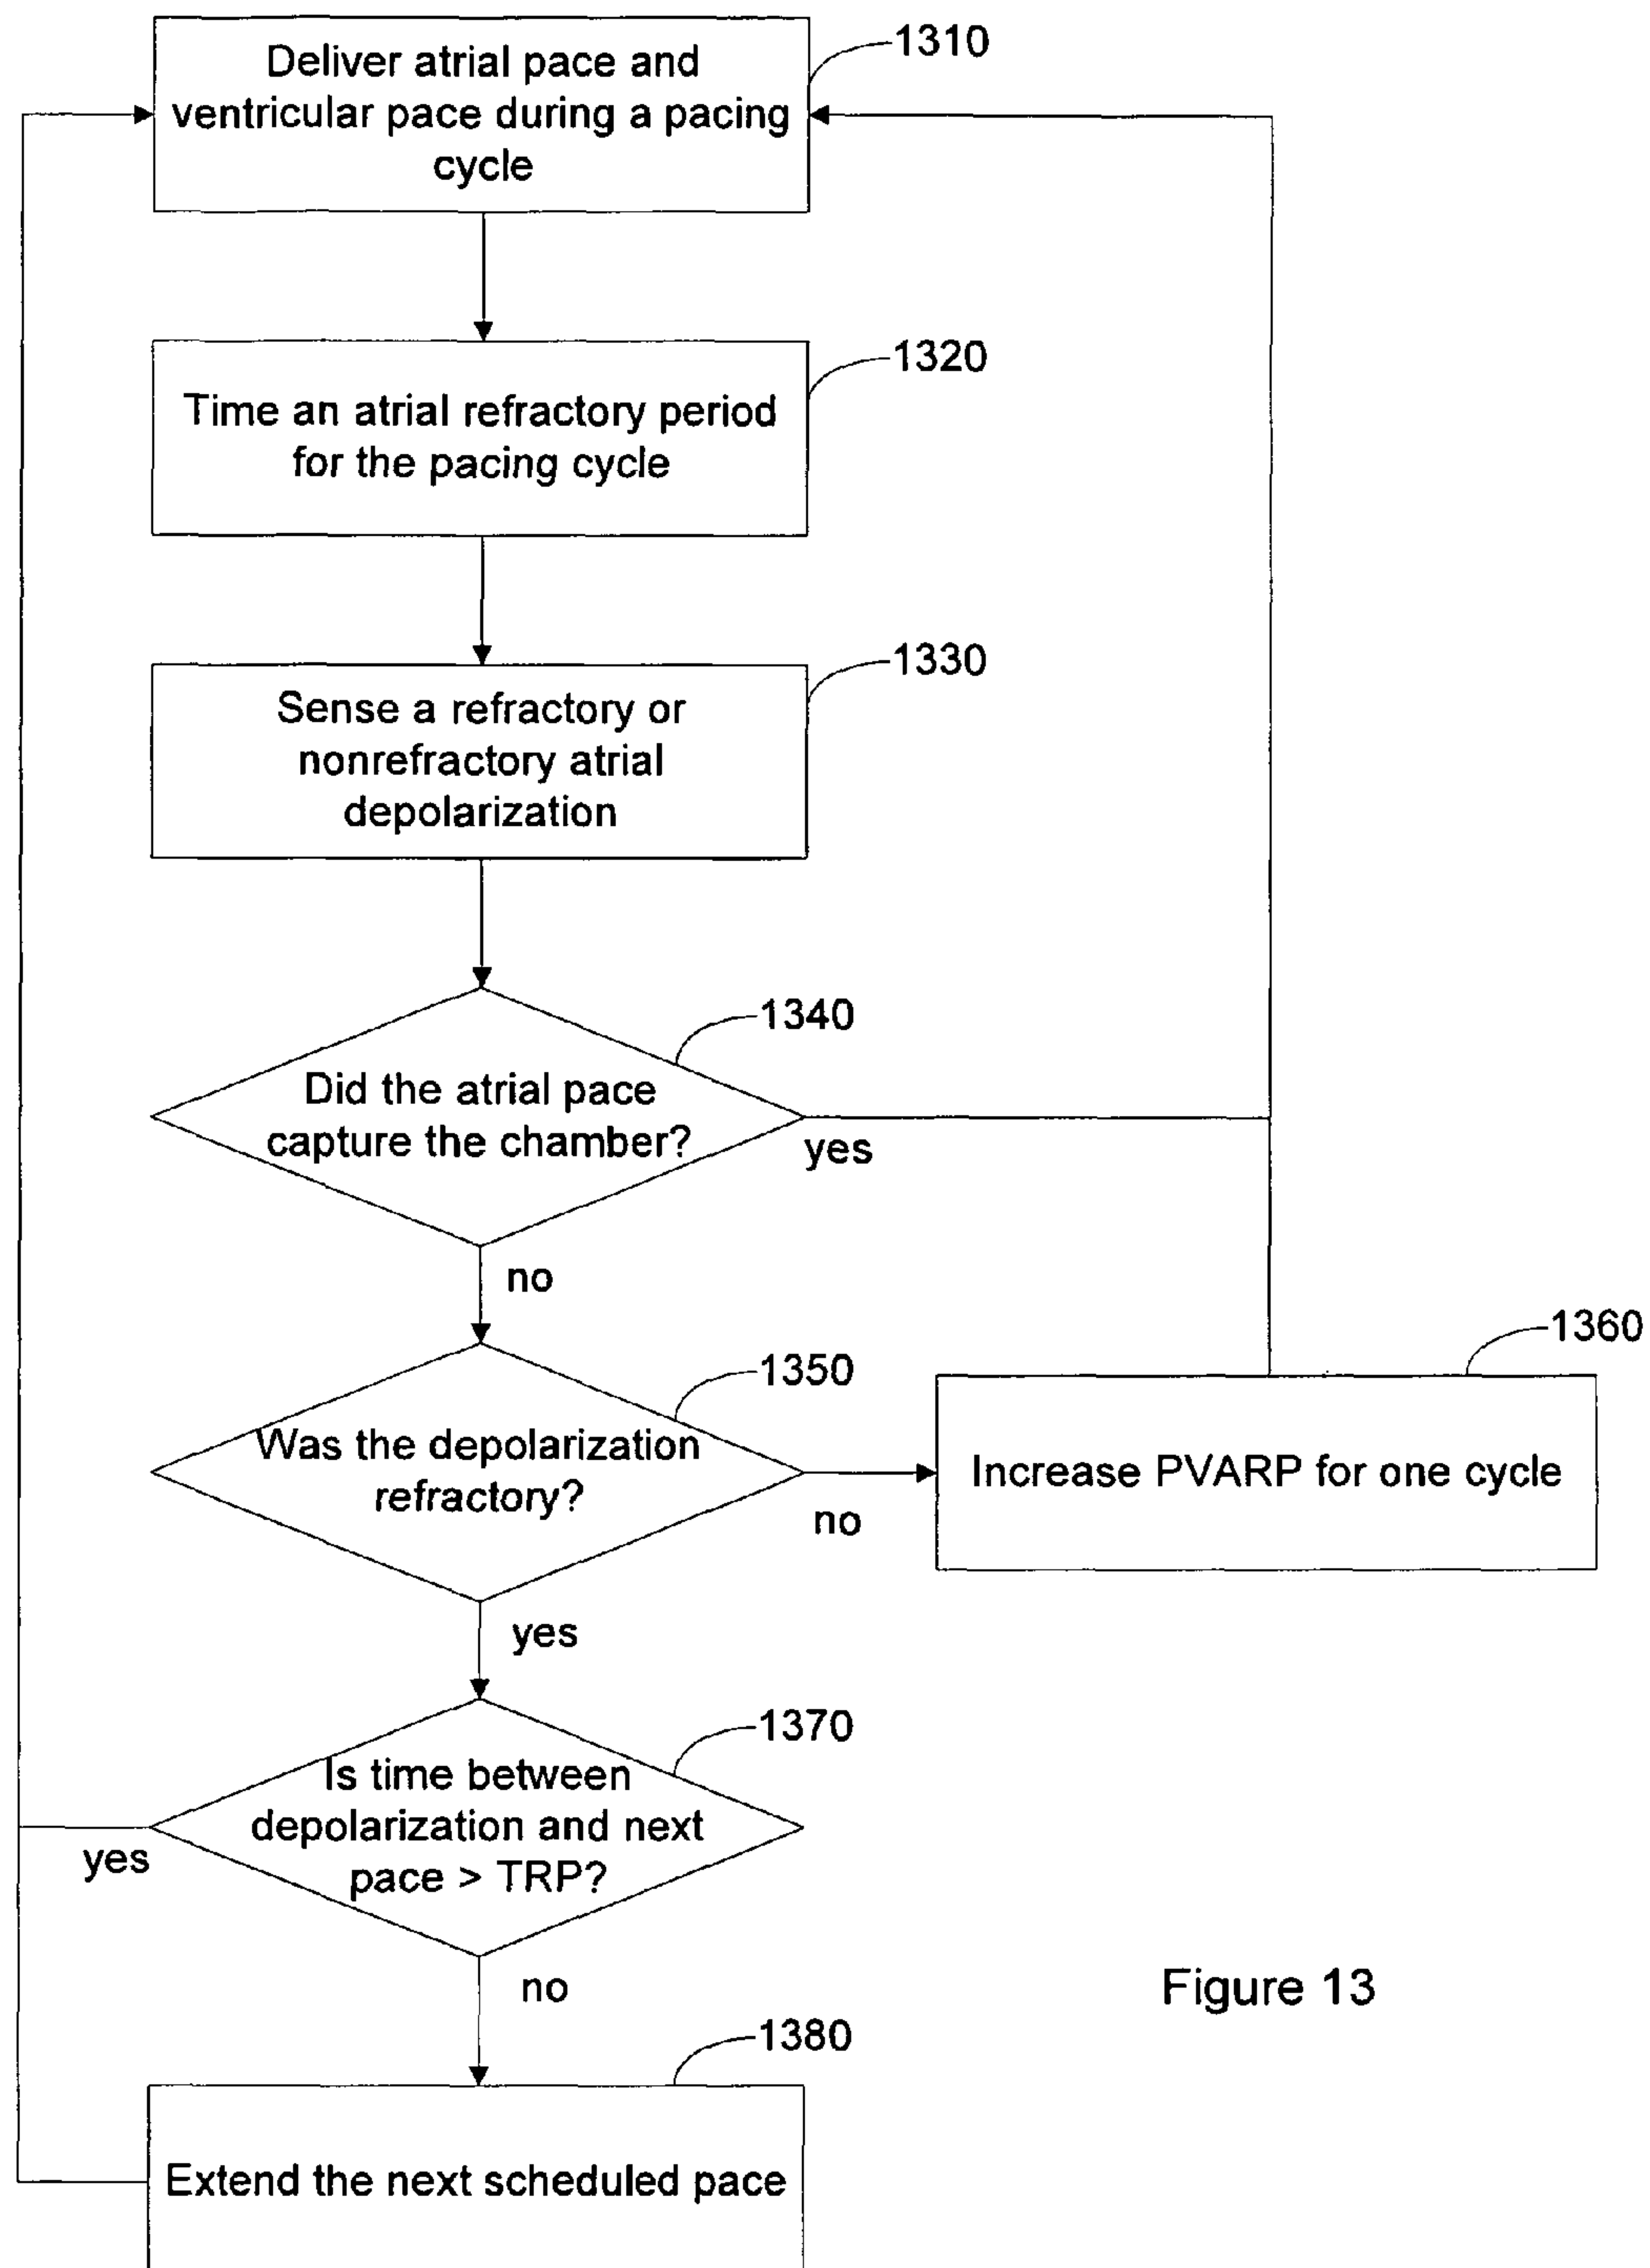 Deliver atrial pace and
ventricular pace during a pacing
cycle
1310
Time an atrial refractory period
for the pacing cycle
1320
Sense a refractory or
nonrefractory atrial
depolarization
1330
Did the atrial pace
capture the chamber?
1340
yes
no
Was the depolarization
refractory?
1350
no
yes
Increase PVARP for one cycle
1360
Is time between
depolarization and next
pace > TRP?
1370
yes
no
Extend the next scheduled pace
1380
Figure 13